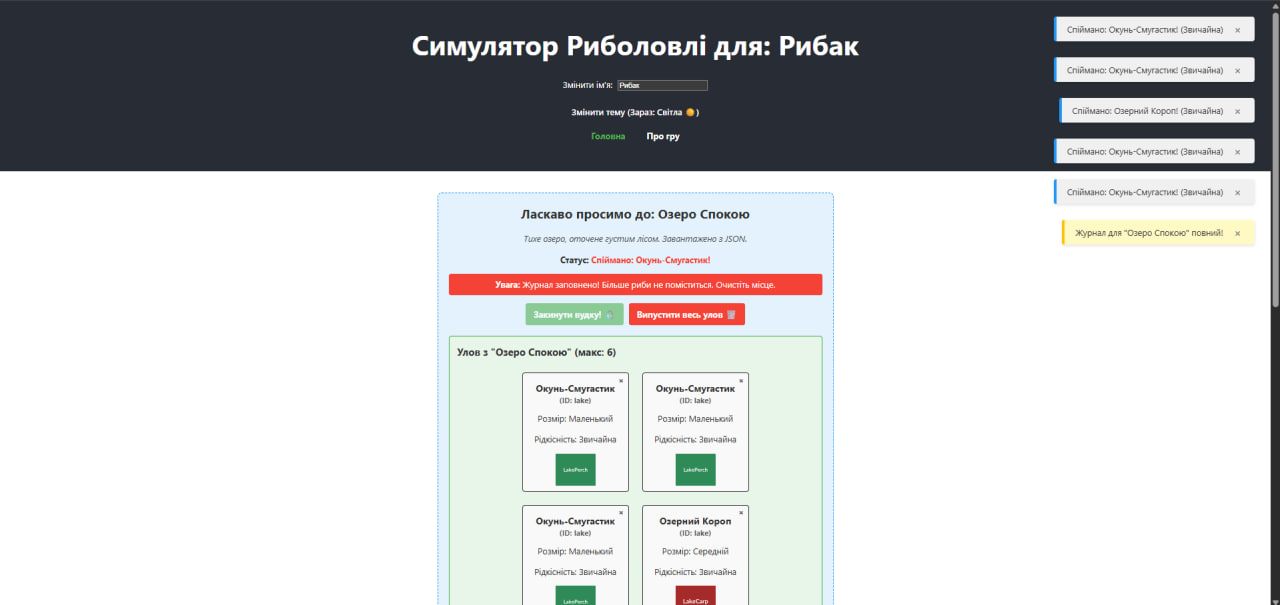 Симулятор Риболовлі для: Рибак
Змінити ім'я: Рибак
Змінити тему (Зараз: Світла 🌞 )
Головна Про гру
Ласкаво просимо до: Озеро Спокою
Тихе озеро, оточене густим лісом. Завантажено з JSON.
Статус: Спіймано: Окунь-Смугастик!
Увага: Журнал заповнено! Більше риби не поміститься. Очистіть місце.
Закинути вудку! Випустити весь улов
Улов з "Озеро Спокою" (макс: 6)
×
Окунь-Смугастик
(ID: lake)
Розмір: Маленький
Рідкісність: Звичайна
LakePerch
×
Окунь-Смугастик
(ID: lake)
Розмір: Маленький
Рідкісність: Звичайна
LakePerch
×
Окунь-Смугастик
(ID: lake)
Розмір: Маленький
Рідкісність: Звичайна
LakePerch
×
Озерний Короп
(ID: lake)
Розмір: Середній
Рідкісність: Звичайна
LakeCarp
Спіймано: Окунь-Смугастик! (Звичайна) ×
Спіймано: Окунь-Смугастик! (Звичайна) ×
Спіймано: Озерний Короп! (Звичайна) ×
Спіймано: Окунь-Смугастик! (Звичайна) ×
Спіймано: Окунь-Смугастик! (Звичайна) ×
Журнал для "Озеро Спокою" повний! ×